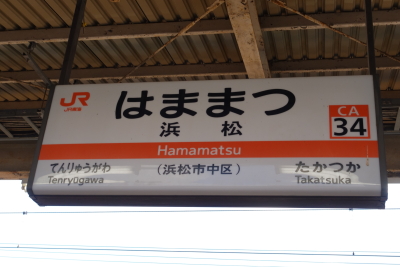 JR
JR東海
はままつ
CA
34
浜松
Hamamatsu
てんりゅうがわ
Tenryūgawa
(浜松市中区)
たかつか
Takatsuka